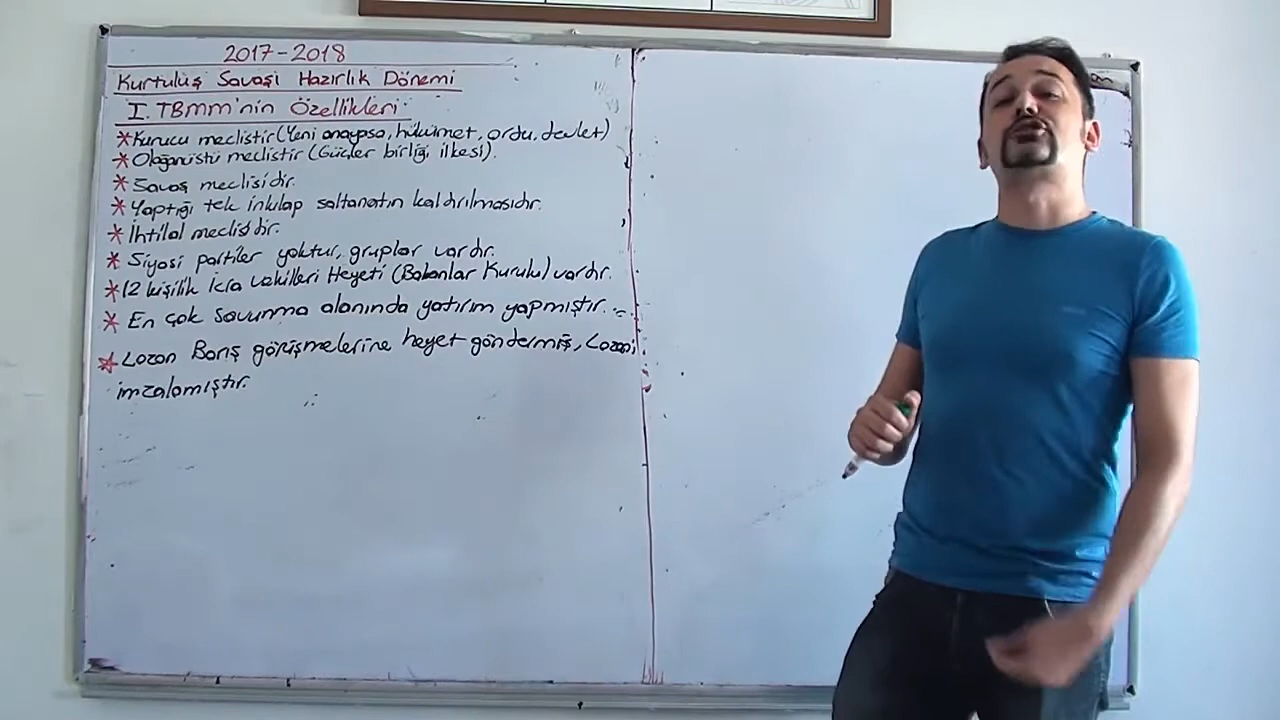 2017-2018
Kurtuluş Savaşı Hazırlık Dönemi
I. TBMM'nin Özellikleri
* Kurucu meclistir (Yeni anayasa, hükümet, ordu, devlet)
* Olağanüstü meclistir (Güçler birliği ilkesi).
* Savaş meclisidir.
* Yaptığı tek inkılap saltanatın kaldırılmasıdır.
* İhtilal meclisidir.
* Siyasi partiler yoktur, gruplar vardır.
* 12 kişilik İcra Vekilleri Heyeti (Bakanlar Kurulu) vardır.
* En çok savunma alanında yatırım yapmıştır.
* Lozan Barış görüşmelerine heyet göndermiş, Lozan'ı
imzalamıştır.